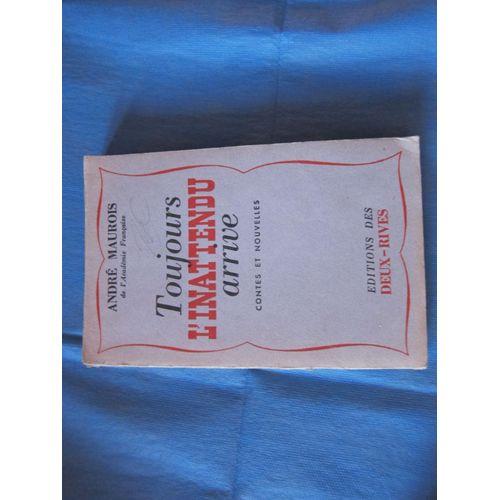 ANDRÉ MAUROIS
de l'Académie Française
Toujours
L'INATTENDU
arrive
CONTES ET NOUVELLES
EDITIONS DES
DEUX-RIVES